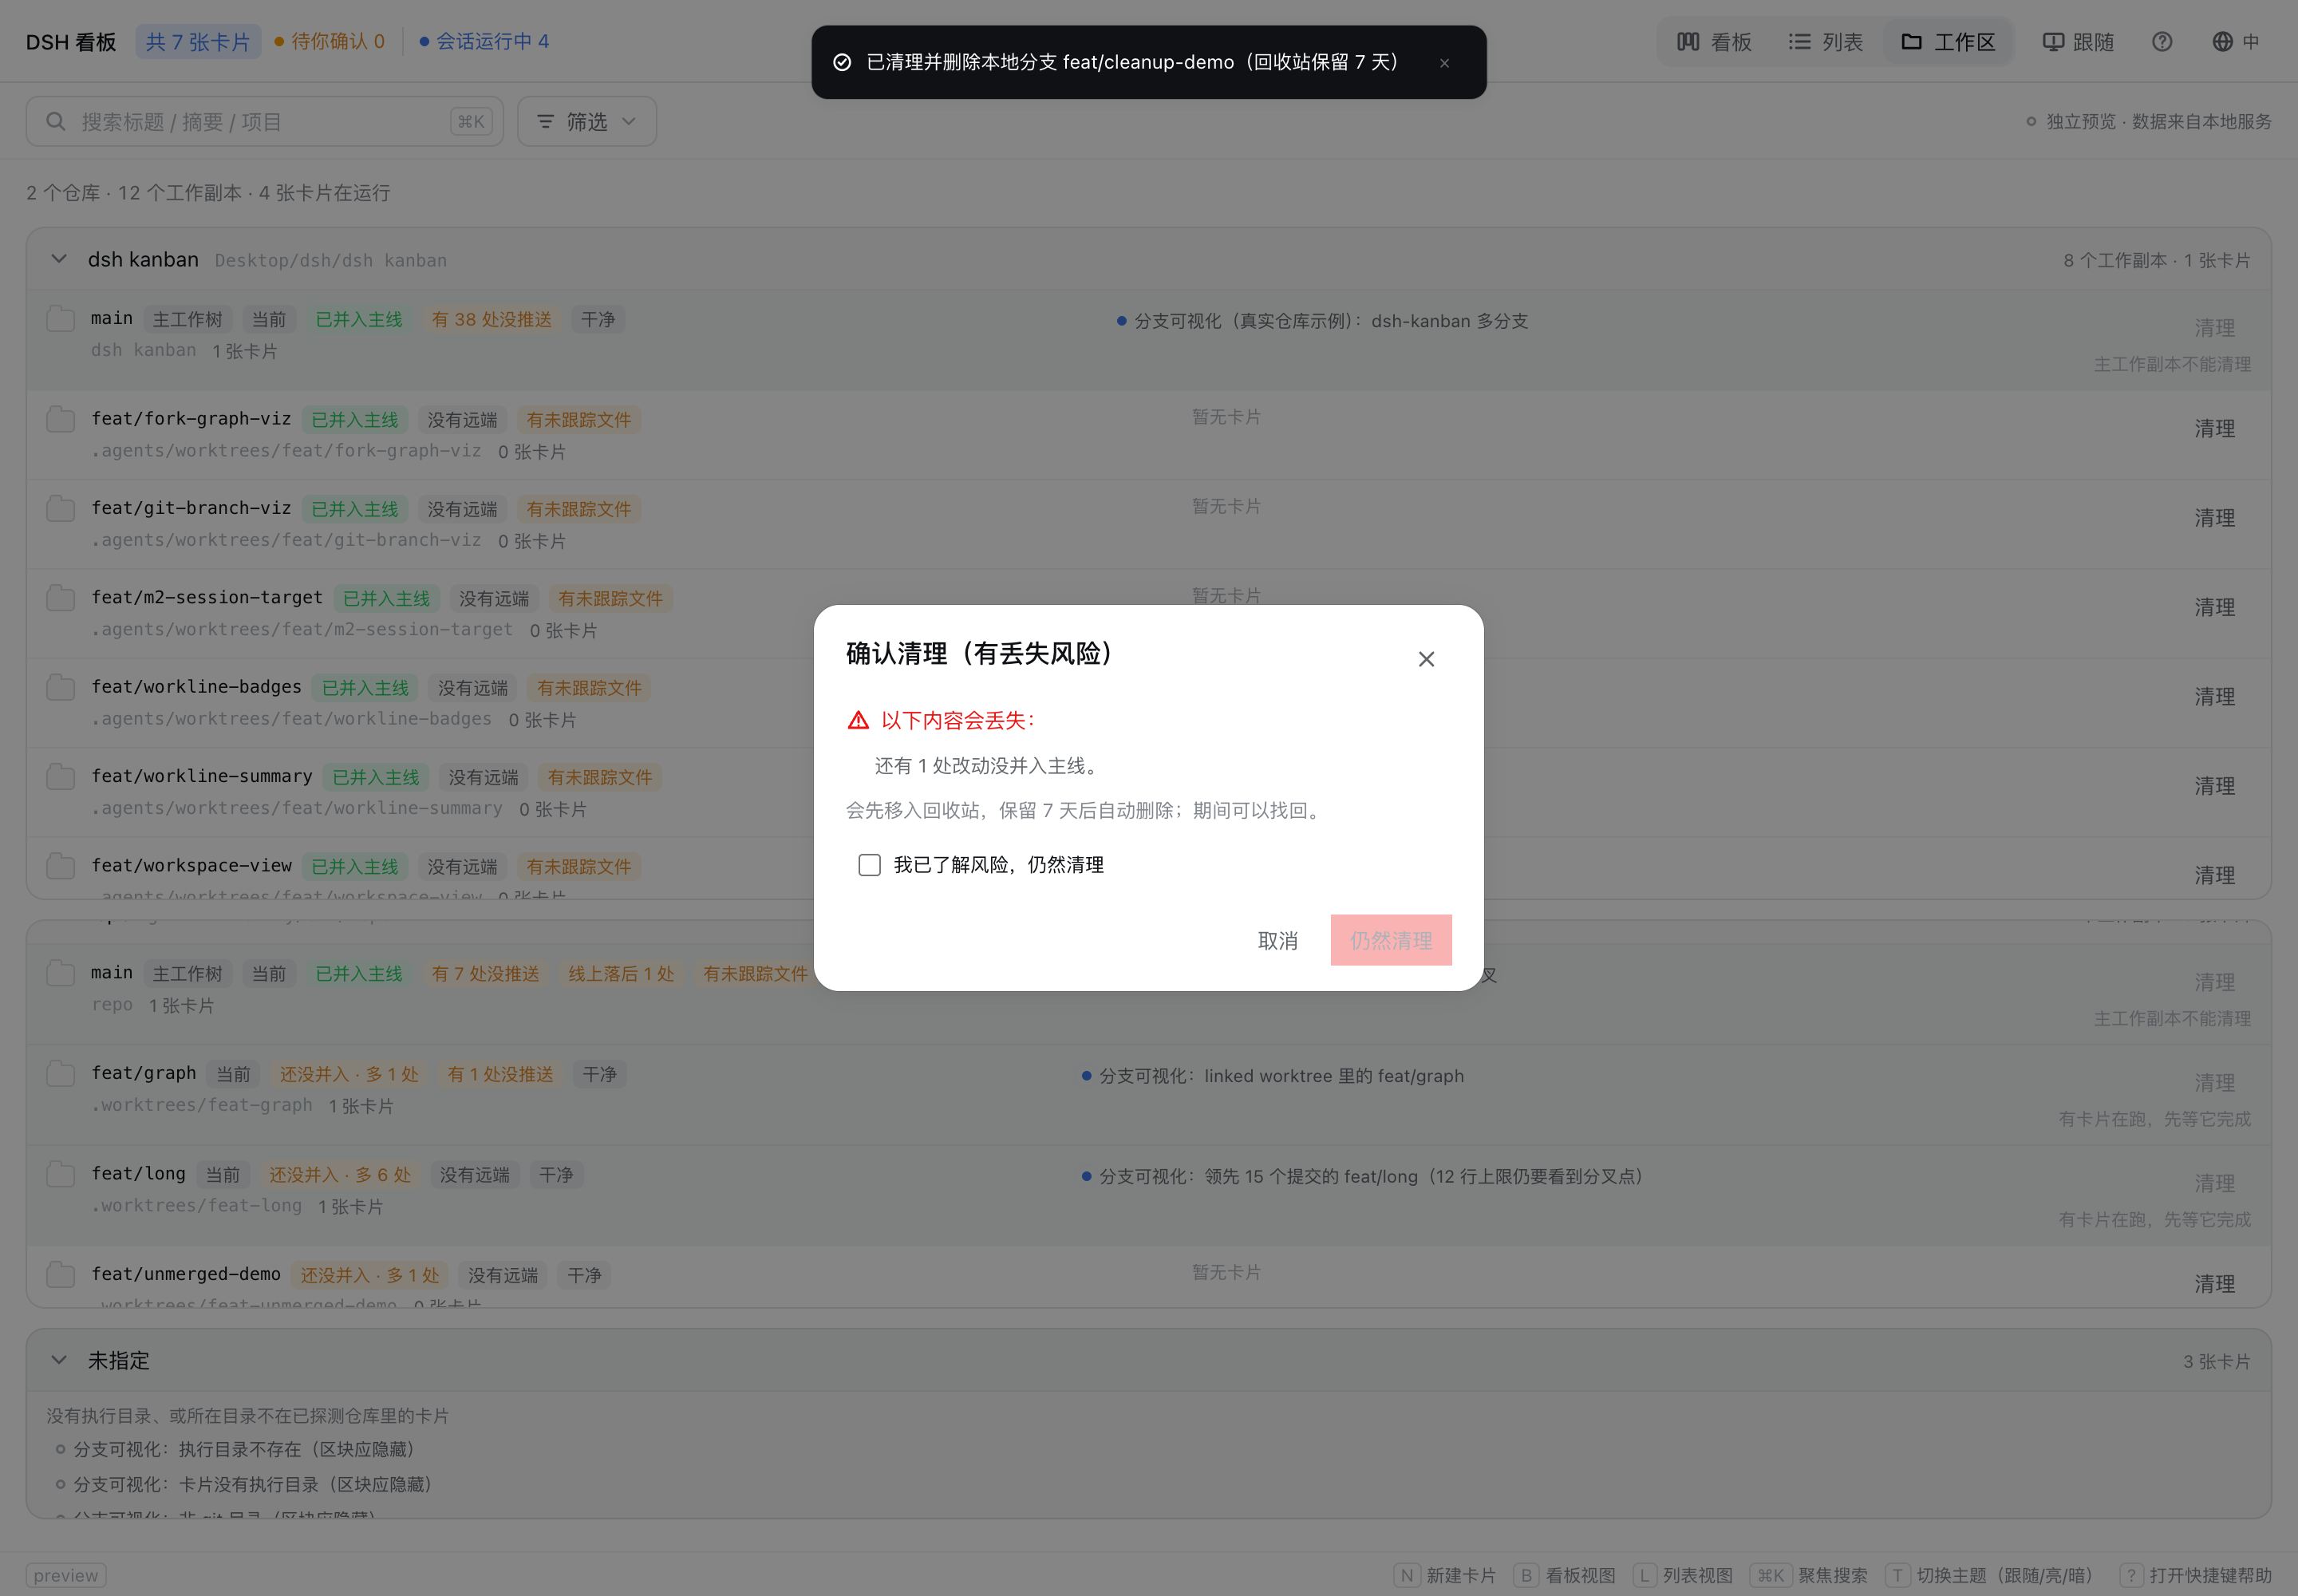 DSH 看板 共 7 张卡片 待你确认 0 会话运行中 4
已清理并删除本地分支 feat/cleanup-demo（回收站保留 7 天）
看板 列表 工作区 跟随 中
搜索标题 / 摘要 / 项目 ⌘K 筛选
独立预览 · 数据来自本地服务
2 个仓库 · 12 个工作副本 · 4 张卡片在运行
dsh kanban Desktop/dsh/dsh kanban 8 个工作副本 · 1 张卡片
main 主工作树 当前 已并入主线 有 38 处没推送 干净 分支可视化（真实仓库示例）：dsh-kanban 多分支 清理
dsh kanban 1 张卡片 主工作副本不能清理
feat/fork-graph-viz 已并入主线 没有远端 有未跟踪文件 暂无卡片 清理
.agents/worktrees/feat/fork-graph-viz 0 张卡片
feat/git-branch-viz 已并入主线 没有远端 有未跟踪文件 暂无卡片 清理
.agents/worktrees/feat/git-branch-viz 0 张卡片
feat/m2-session-target 已并入主线 没有远端 有未跟踪文件 暂无卡片 清理
.agents/worktrees/feat/m2-session-target 0 张卡片
feat/workline-badges 已并入主线 没有远端 有未跟踪文件 清理
.agents/worktrees/feat/workline-badges 0 张卡片
feat/workline-summary 已并入主线 没有远端 有未跟踪文件 清理
.agents/worktrees/feat/workline-summary 0 张卡片
feat/workspace-view 已并入主线 没有远端 有未跟踪文件 清理
.agents/worktrees/feat/workspace-view 0 张卡片
确认清理（有丢失风险）
以下内容会丢失：
还有 1 处改动没并入主线。
会先移入回收站，保留 7 天后自动删除；期间可以找回。
我已了解风险，仍然清理
取消 仍然清理
main 主工作树 当前 已并入主线 有 7 处没推送 线上落后 1 处 有未跟踪文件 叉 清理
repo 1 张卡片 主工作副本不能清理
feat/graph 当前 还没并入 · 多 1 处 有 1 处没推送 干净 分支可视化：linked worktree 里的 feat/graph 清理
.worktrees/feat-graph 1 张卡片 有卡片在跑，先等它完成
feat/long 当前 还没并入 · 多 6 处 没有远端 干净 分支可视化：领先 15 个提交的 feat/long（12 行上限仍要看到分叉点） 清理
.worktrees/feat-long 1 张卡片 有卡片在跑，先等它完成
feat/unmerged-demo 还没并入 · 多 1 处 没有远端 干净 暂无卡片 清理
.worktrees/feat-unmerged-demo 0 张卡片
未指定 3 张卡片
没有执行目录、或所在目录不在已探测仓库里的卡片
分支可视化：执行目录不存在（区块应隐藏）
分支可视化：卡片没有执行目录（区块应隐藏）
分支可视化：非 git 目录（区块应隐藏）
preview N 新建卡片 B 看板视图 L 列表视图 ⌘K 聚焦搜索 T 切换主题（跟随/亮/暗） ? 打开快捷键帮助